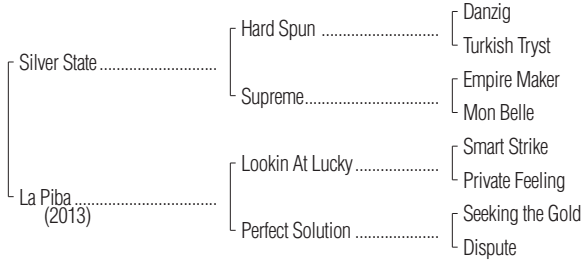 Danzig
Hard Spun ..............................
Turkish Tryst
Silver State..............................
Empire Maker
Supreme..................................
Mon Belle
Smart Strike
Lookin At Lucky .....................
Private Feeling
La Piba ....................................
(2013)
Seeking the Gold
Perfect Solution .....................
Dispute